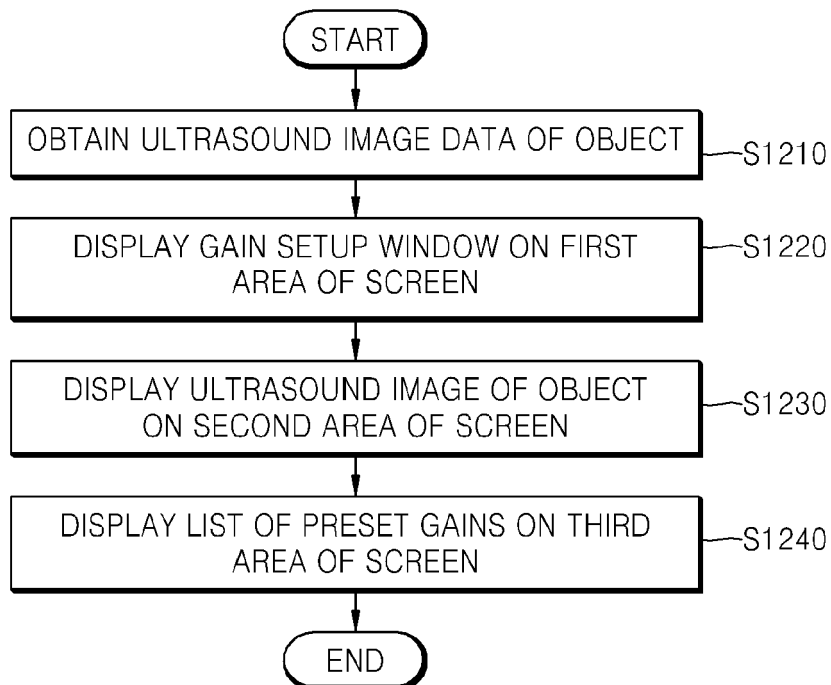 START
OBTAIN ULTRASOUND IMAGE DATA OF OBJECT
S1210
DISPLAY GAIN SETUP WINDOW ON FIRST
AREA OF SCREEN
S1220
DISPLAY ULTRASOUND IMAGE OF OBJECT
ON SECOND AREA OF SCREEN
S1230
DISPLAY LIST OF PRESET GAINS ON THIRD
AREA OF SCREEN
S1240
END